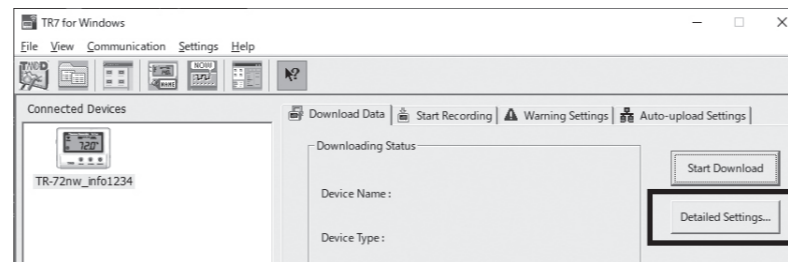 TR7 for Windows
File View Communication Settings Help
NOW
Connected Devices
Download Data Start Recording Warning Settings Auto-upload Settings
Downloading Status
Start Download
TR-72nw_info1234
Device Name :
Detailed Settings...
Device Type :